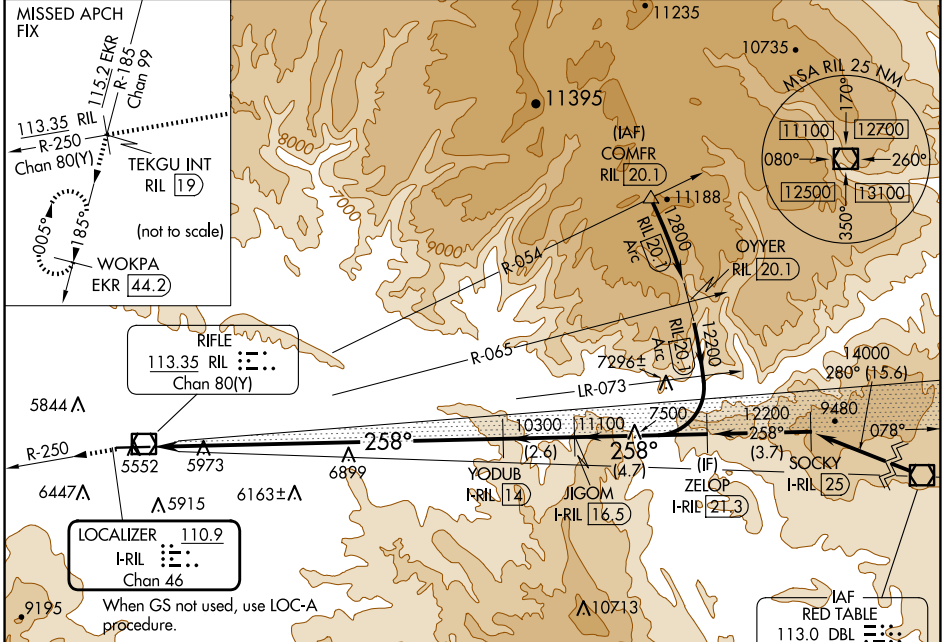 MISSED APCH
FIX
115.2 EKR
R-185
Chan 99
113.35 RIL
R-250
Chan 80(Y)
TEKGU INT
RIL 19
(not to scale)
005°
185°
WOKPA
EKR 44.2
11235
10735
11395
MSA RIL 25 NM
170°
11100
12700
080°
260°
12500
13100
350°
(IAF)
COMFR
RIL 20.1
11188
12800
RIL 20.1
Arc
OYYER
RIL 20.1
8000
7000
9000
9000
R-054
R-065
RIL 20.1
Arc
12200
7296±
LR-073
14000
280° (15.6)
RIFLE
113.35 RIL
Chan 80(Y)
5844
R-250
5552
5973
258°
6899
10300
11100
7500
12200
9480
078°
(2.6)
258°
(4.7)
258°
(3.7)
YODUB
I-RIL 14
JIGOM
I-RIL 16.5
(IF)
ZELOP
I-RIL 21.3
SOCKY
I-RIL 25
6447
5915
6163±
LOCALIZER 110.9
I-RIL
Chan 46
When GS not used, use LOC-A
procedure.
9195
10713
IAF
RED TABLE
113.0 DBL